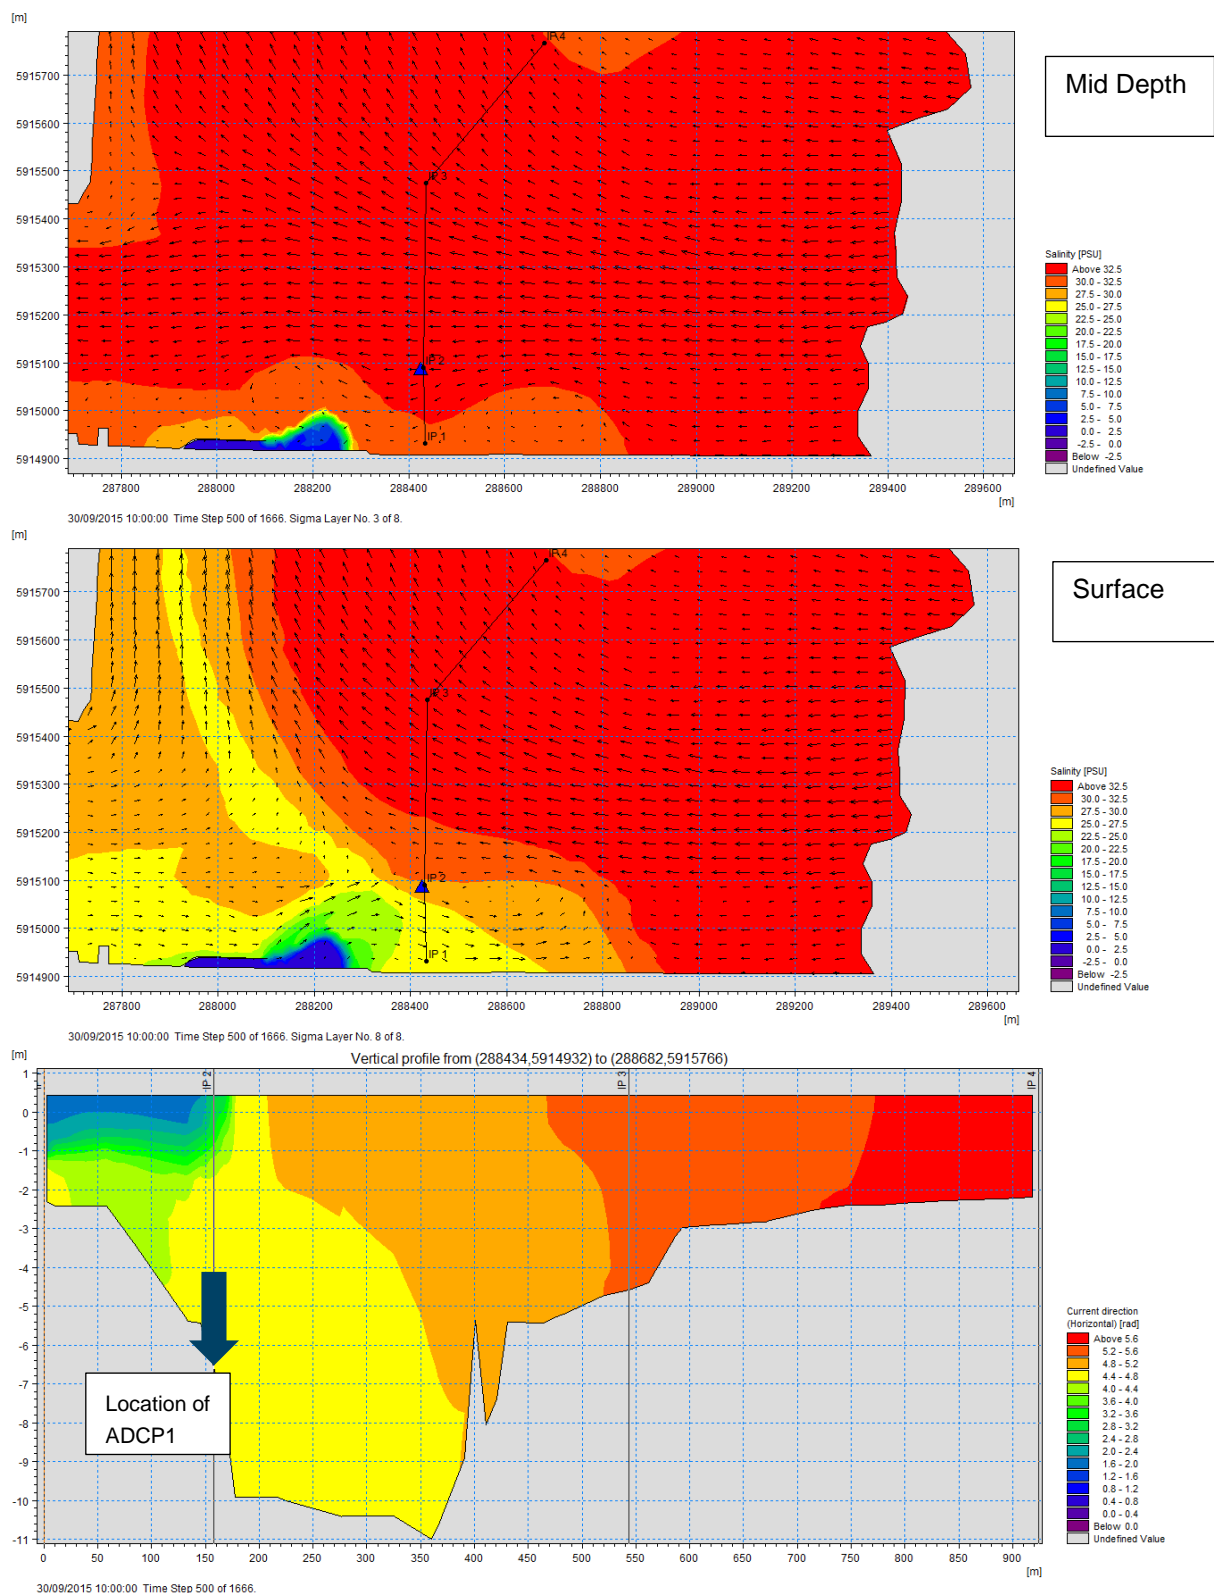 [m]
5915700
5915600
5915500
5915400
5915300
5915200
5915100
5915000
5914900
IP 4
IP 3
IP 2
IP 1
287800 288000 288200 288400 288600 288800 289000 289200 289400 289600
[m]
30/09/2015 10:00:00 Time Step 500 of 1666. Sigma Layer No. 3 of 8.
Mid Depth
Salinity [PSU]
Above 32.5
30.0 - 32.5
27.5 - 30.0
25.0 - 27.5
22.5 - 25.0
20.0 - 22.5
17.5 - 20.0
15.0 - 17.5
12.5 - 15.0
10.0 - 12.5
7.5 - 10.0
5.0 - 7.5
2.5 - 5.0
0.0 - 2.5
-2.5 - 0.0
Below -2.5
Undefined Value
[m]
5915700
5915600
5915500
5915400
5915300
5915200
5915100
5915000
5914900
IP 4
IP 3
IP 2
IP 1
287800 288000 288200 288400 288600 288800 289000 289200 289400 289600
[m]
30/09/2015 10:00:00 Time Step 500 of 1666. Sigma Layer No. 8 of 8.
Surface
Salinity [PSU]
Above 32.5
30.0 - 32.5
27.5 - 30.0
25.0 - 27.5
22.5 - 25.0
20.0 - 22.5
17.5 - 20.0
15.0 - 17.5
12.5 - 15.0
10.0 - 12.5
7.5 - 10.0
5.0 - 7.5
2.5 - 5.0
0.0 - 2.5
-2.5 - 0.0
Below -2.5
Undefined Value
[m]
Vertical profile from (288434,5914932) to (288682,5915766)
1
0
-1
-2
-3
-4
-5
-6
-7
-8
-9
-10
-11
IP 2
IP 3
IP 4
Location of
ADCP1
0 50 100 150 200 250 300 350 400 450 500 550 600 650 700 750 800 850 900
[m]
30/09/2015 10:00:00 Time Step 500 of 1666.
Current direction
(Horizontal) [rad]
Above 5.6
5.2 - 5.6
4.8 - 5.2
4.4 - 4.8
4.0 - 4.4
3.6 - 4.0
3.2 - 3.6
2.8 - 3.2
2.4 - 2.8
2.0 - 2.4
1.6 - 2.0
1.2 - 1.6
0.8 - 1.2
0.4 - 0.8
0.0 - 0.4
Below 0.0
Undefined Value